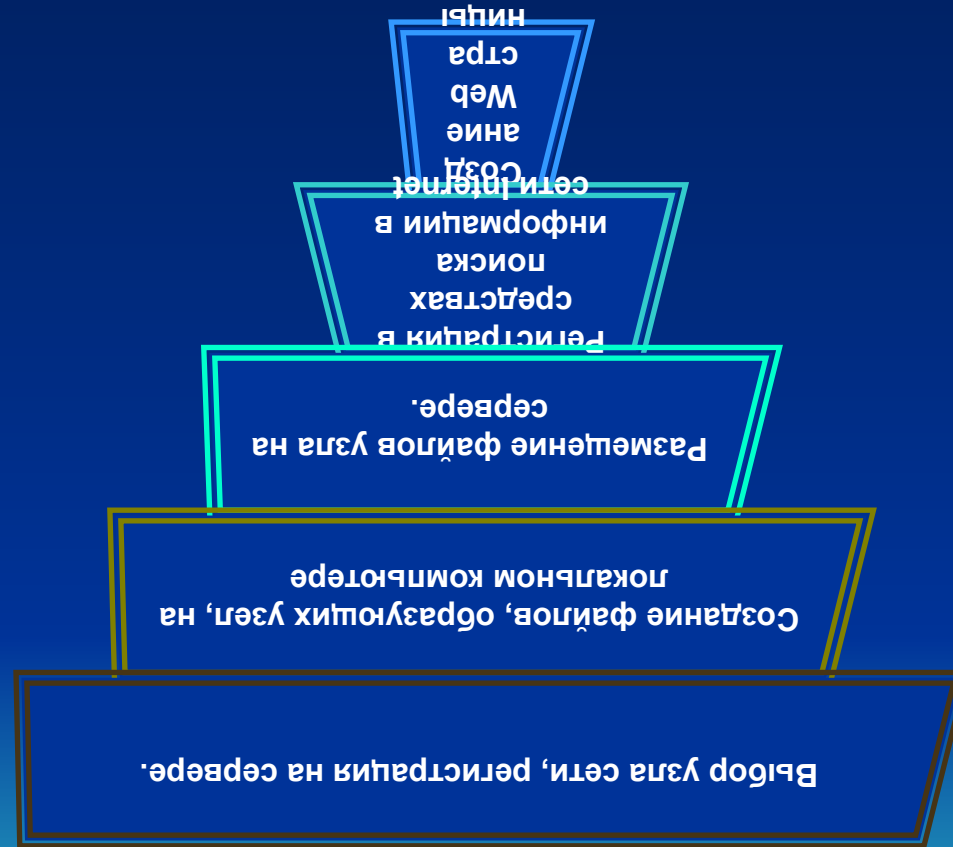 Выбор узла сети, регистрация на сервере.
Создание файлов, образующих узел, на
локальном компьютере
Размещение файлов узла на
сервере.
Регистрация в
средствах
поиска
информации в
сети Internet
Созд
ание
Web
стра
ницы